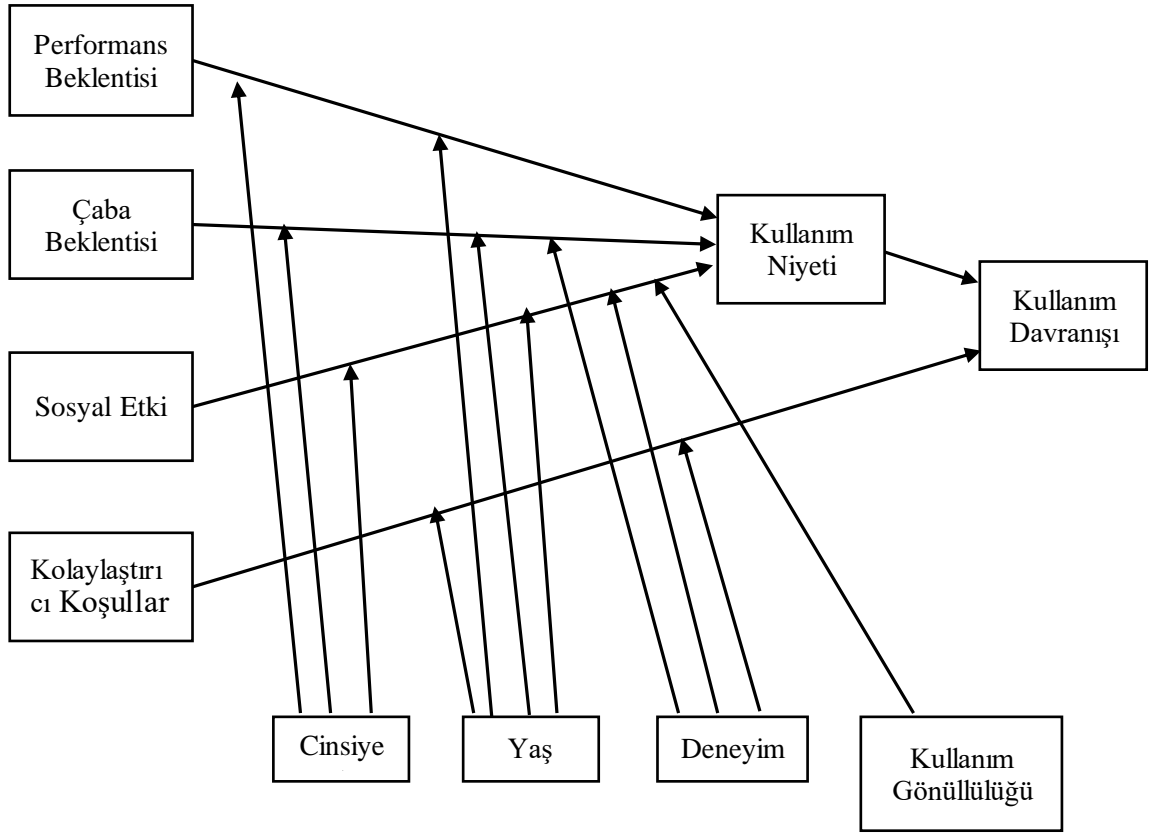 Performans
Beklentisi
Çaba
Beklentisi
Kullanım
Niyeti
Kullanım
Davranışı
Sosyal Etki
Kolaylaştırı
cı Koşullar
Cinsiye
Yaş
Deneyim
Kullanım
Gönüllülüğü